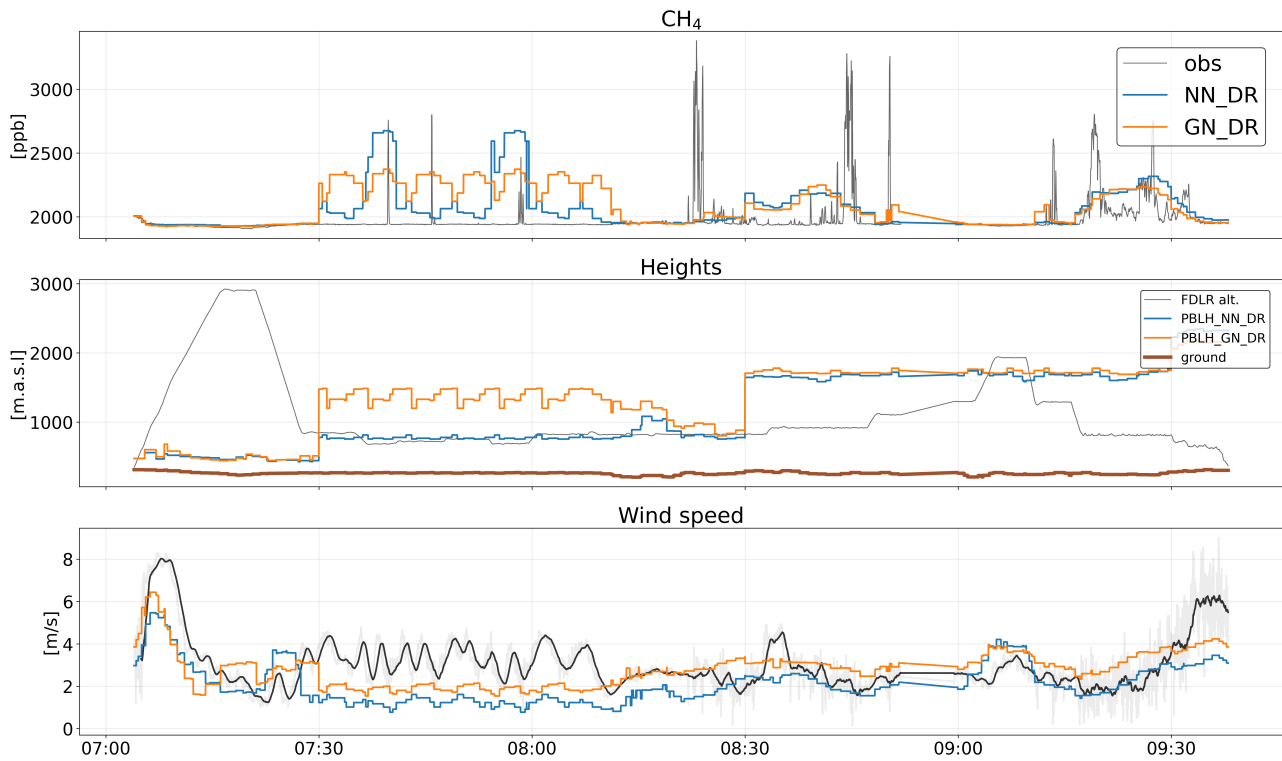 CH₄
[ppb]
3000
2500
2000
obs
NN_DR
GN_DR
Heights
[m.a.s.l]
3000
2000
1000
FDLR alt.
PBLH_NN_DR
PBLH_GN_DR
ground
Wind speed
[m/s]
8
6
4
2
0
07:00 07:30 08:00 08:30 09:00 09:30